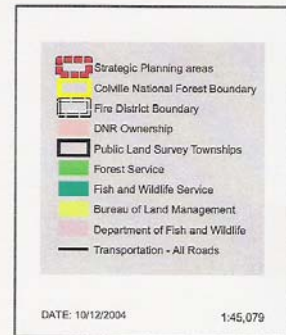 Strategic Planning areas
Colville National Forest Boundary
Fire District Boundary
DNR Ownership
Public Land Survey Townships
Forest Service
Fish and Wildlife Service
Bureau of Land Management
Department of Fish and Wildlife
Transportation - All Roads
DATE: 10/12/2004 1:45,079